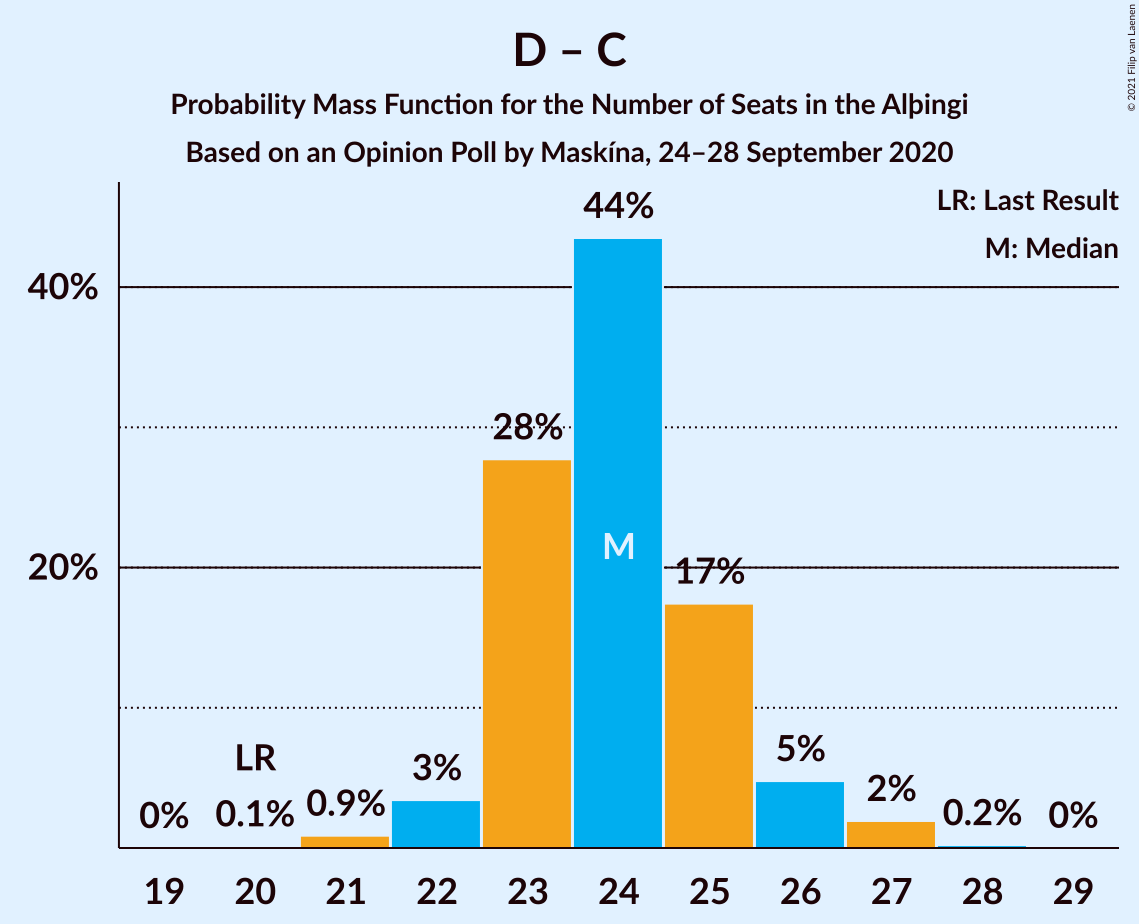 D – C
Probability Mass Function for the Number of Seats in the Alþingi
Based on an Opinion Poll by Maskína, 24–28 September 2020
© 2021 Filip van Laenen
LR: Last Result
M: Median
44%
40%
28%
M
20%
17%
LR
5%
3%
2%
0%
0.1%
0.9%
0.2%
0%
19 20 21 22 23 24 25 26 27 28 29